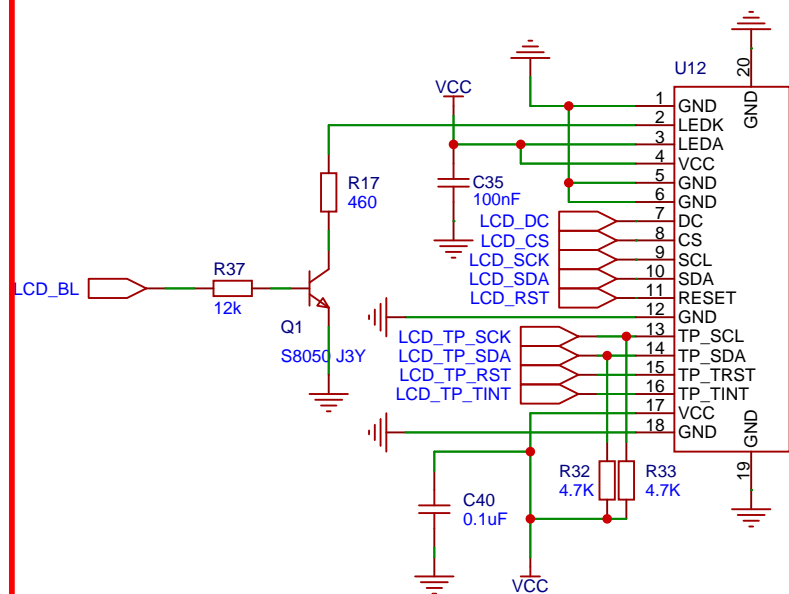 U12
20
GND
VCC
1 GND
2 LEDK
3 LEDA
4 VCC
5 GND
6 GND
7 DC
8 CS
9 SCL
10 SDA
11 RESET
12 GND
13 TP_SCL
14 TP_SDA
15 TP_TRST
16 TP_TINT
17 VCC
18 GND
GND
19
R17
460
C35
100nF
LCD_DC
LCD_CS
LCD_SCK
LCD_SDA
LCD_RST
LCD_BL
R37
12k
Q1
S8050 J3Y
LCD_TP_SCK
LCD_TP_SDA
LCD_TP_RST
LCD_TP_TINT
R32
4.7K
R33
4.7K
C40
0.1uF
VCC